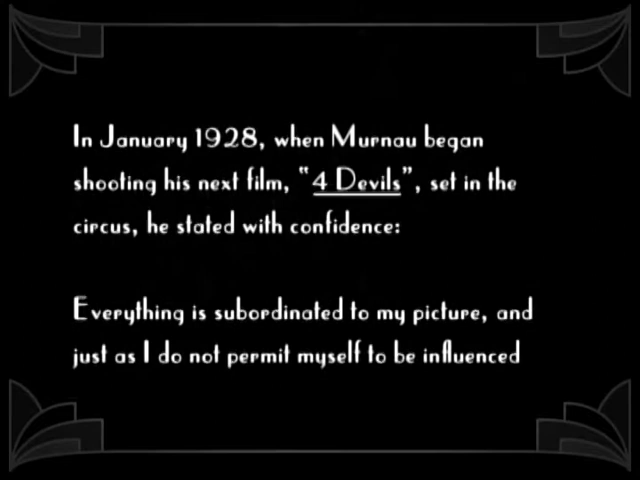 In January 1928, when Murnau began
shooting his next film, "4 Devils", set in the
circus, he stated with confidence:
Everything is subordinated to my picture, and
just as I do not permit myself to be influenced